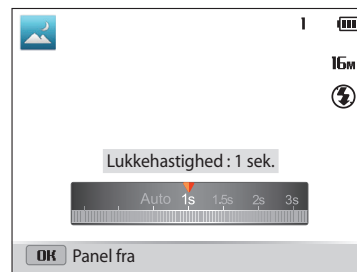 1
16M
Lukkehastighed : 1 sek.
Auto 1s 1.5s 2s 3s
OK Panel fra